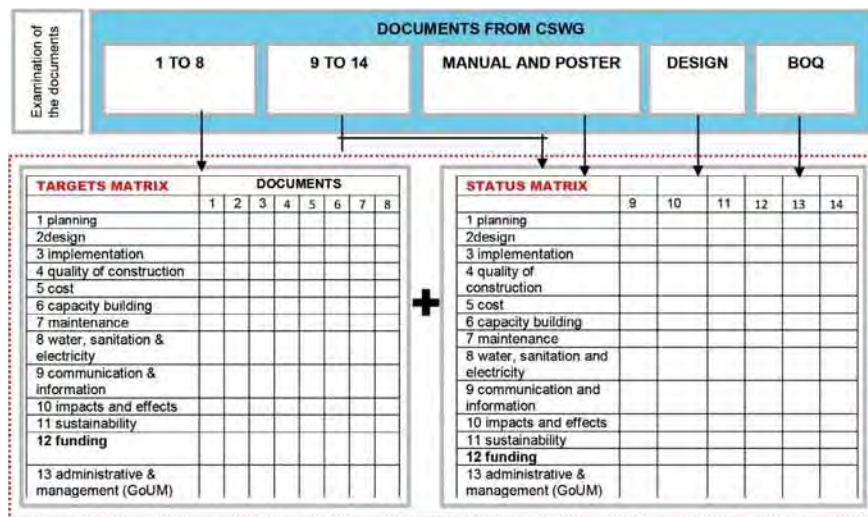 Examination of
the documents
DOCUMENTS FROM CSWG
1 TO 8
9 TO 14
MANUAL AND POSTER
DESIGN
BOQ
TARGETS MATRIX
DOCUMENTS
1 2 3 4 5 6 7 8
1 planning
2design
3 implementation
4 quality of construction
5 cost
6 capacity building
7 maintenance
8 water, sanitation &
electricity
9 communication &
information
10 impacts and effects
11 sustainability
12 funding
13 administrative &
management (GoUM)
+
STATUS MATRIX
9 10 11 12 13 14
1 planning
2design
3 implementation
4 quality of
construction
5 cost
6 capacity building
7 maintenance
8 water, sanitation and
electricity
9 communication and
information
10 impacts and effects
11 sustainability
12 funding
13 administrative &
management (GoUM)